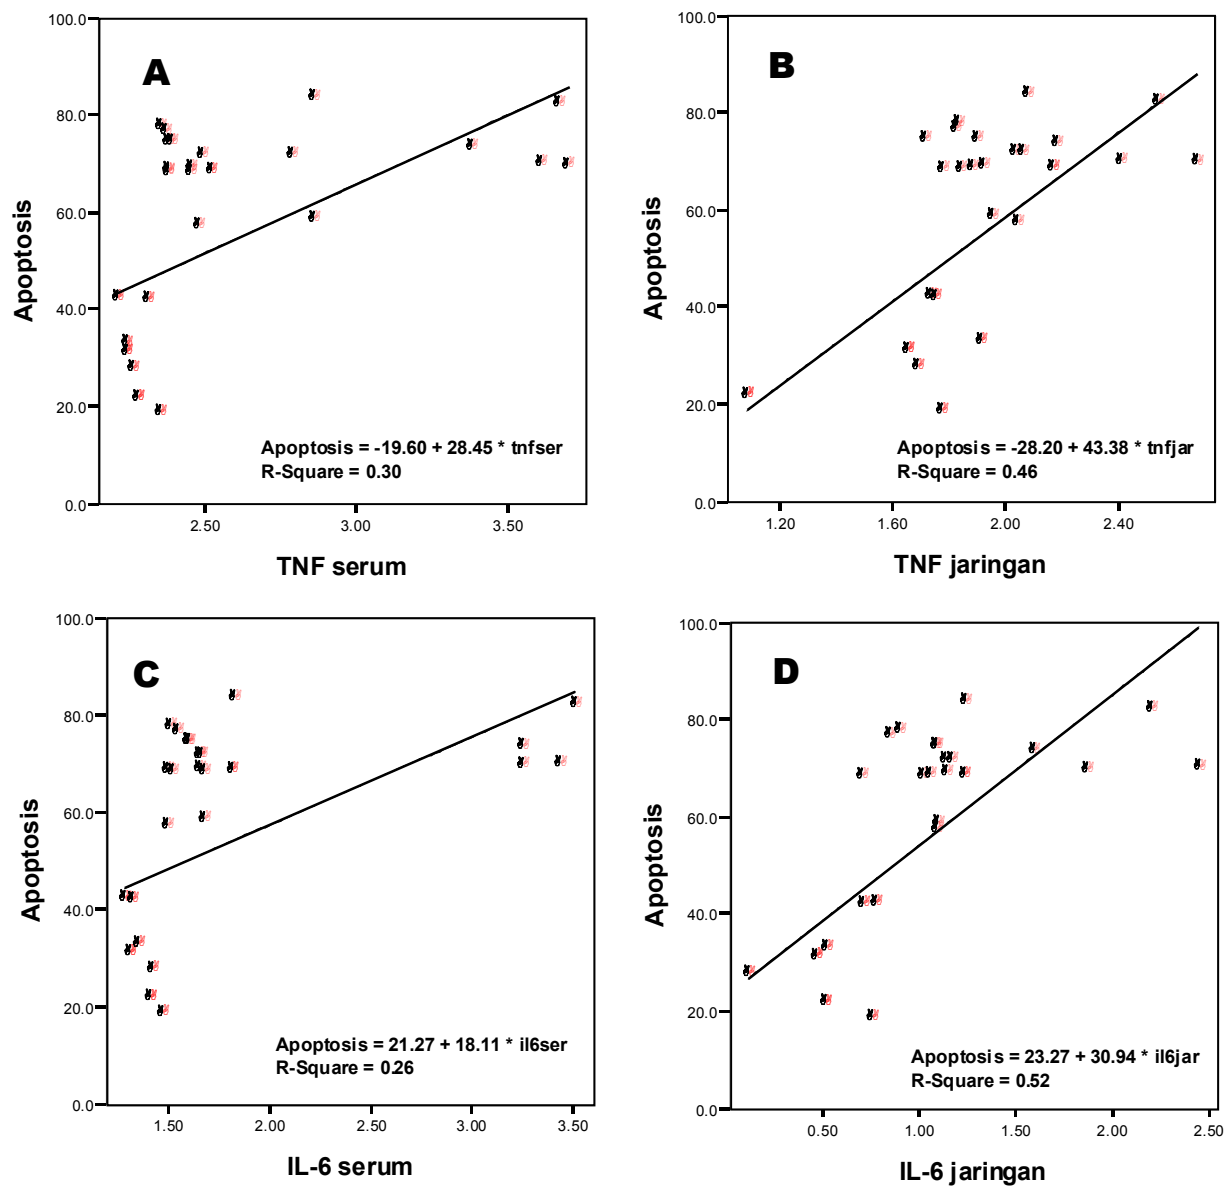 A
100.0
80.0
60.0
40.0
20.0
0.0
Apoptosis
Apoptosis = -19.60 + 28.45 * tnfser
R-Square = 0.30
2.50 3.00 3.50
TNF serum
B
100.0
80.0
60.0
40.0
20.0
0.0
Apoptosis
Apoptosis = -28.20 + 43.38 * tnfjar
R-Square = 0.46
1.20 1.60 2.00 2.40
TNF jaringan
C
100.0
80.0
60.0
40.0
20.0
0.0
Apoptosis
Apoptosis = 21.27 + 18.11 * il6ser
R-Square = 0.26
1.50 2.00 2.50 3.00 3.50
IL-6 serum
D
100.0
80.0
60.0
40.0
20.0
0.0
Apoptosis
Apoptosis = 23.27 + 30.94 * il6jar
R-Square = 0.52
0.50 1.00 1.50 2.00 2.50
IL-6 jaringan